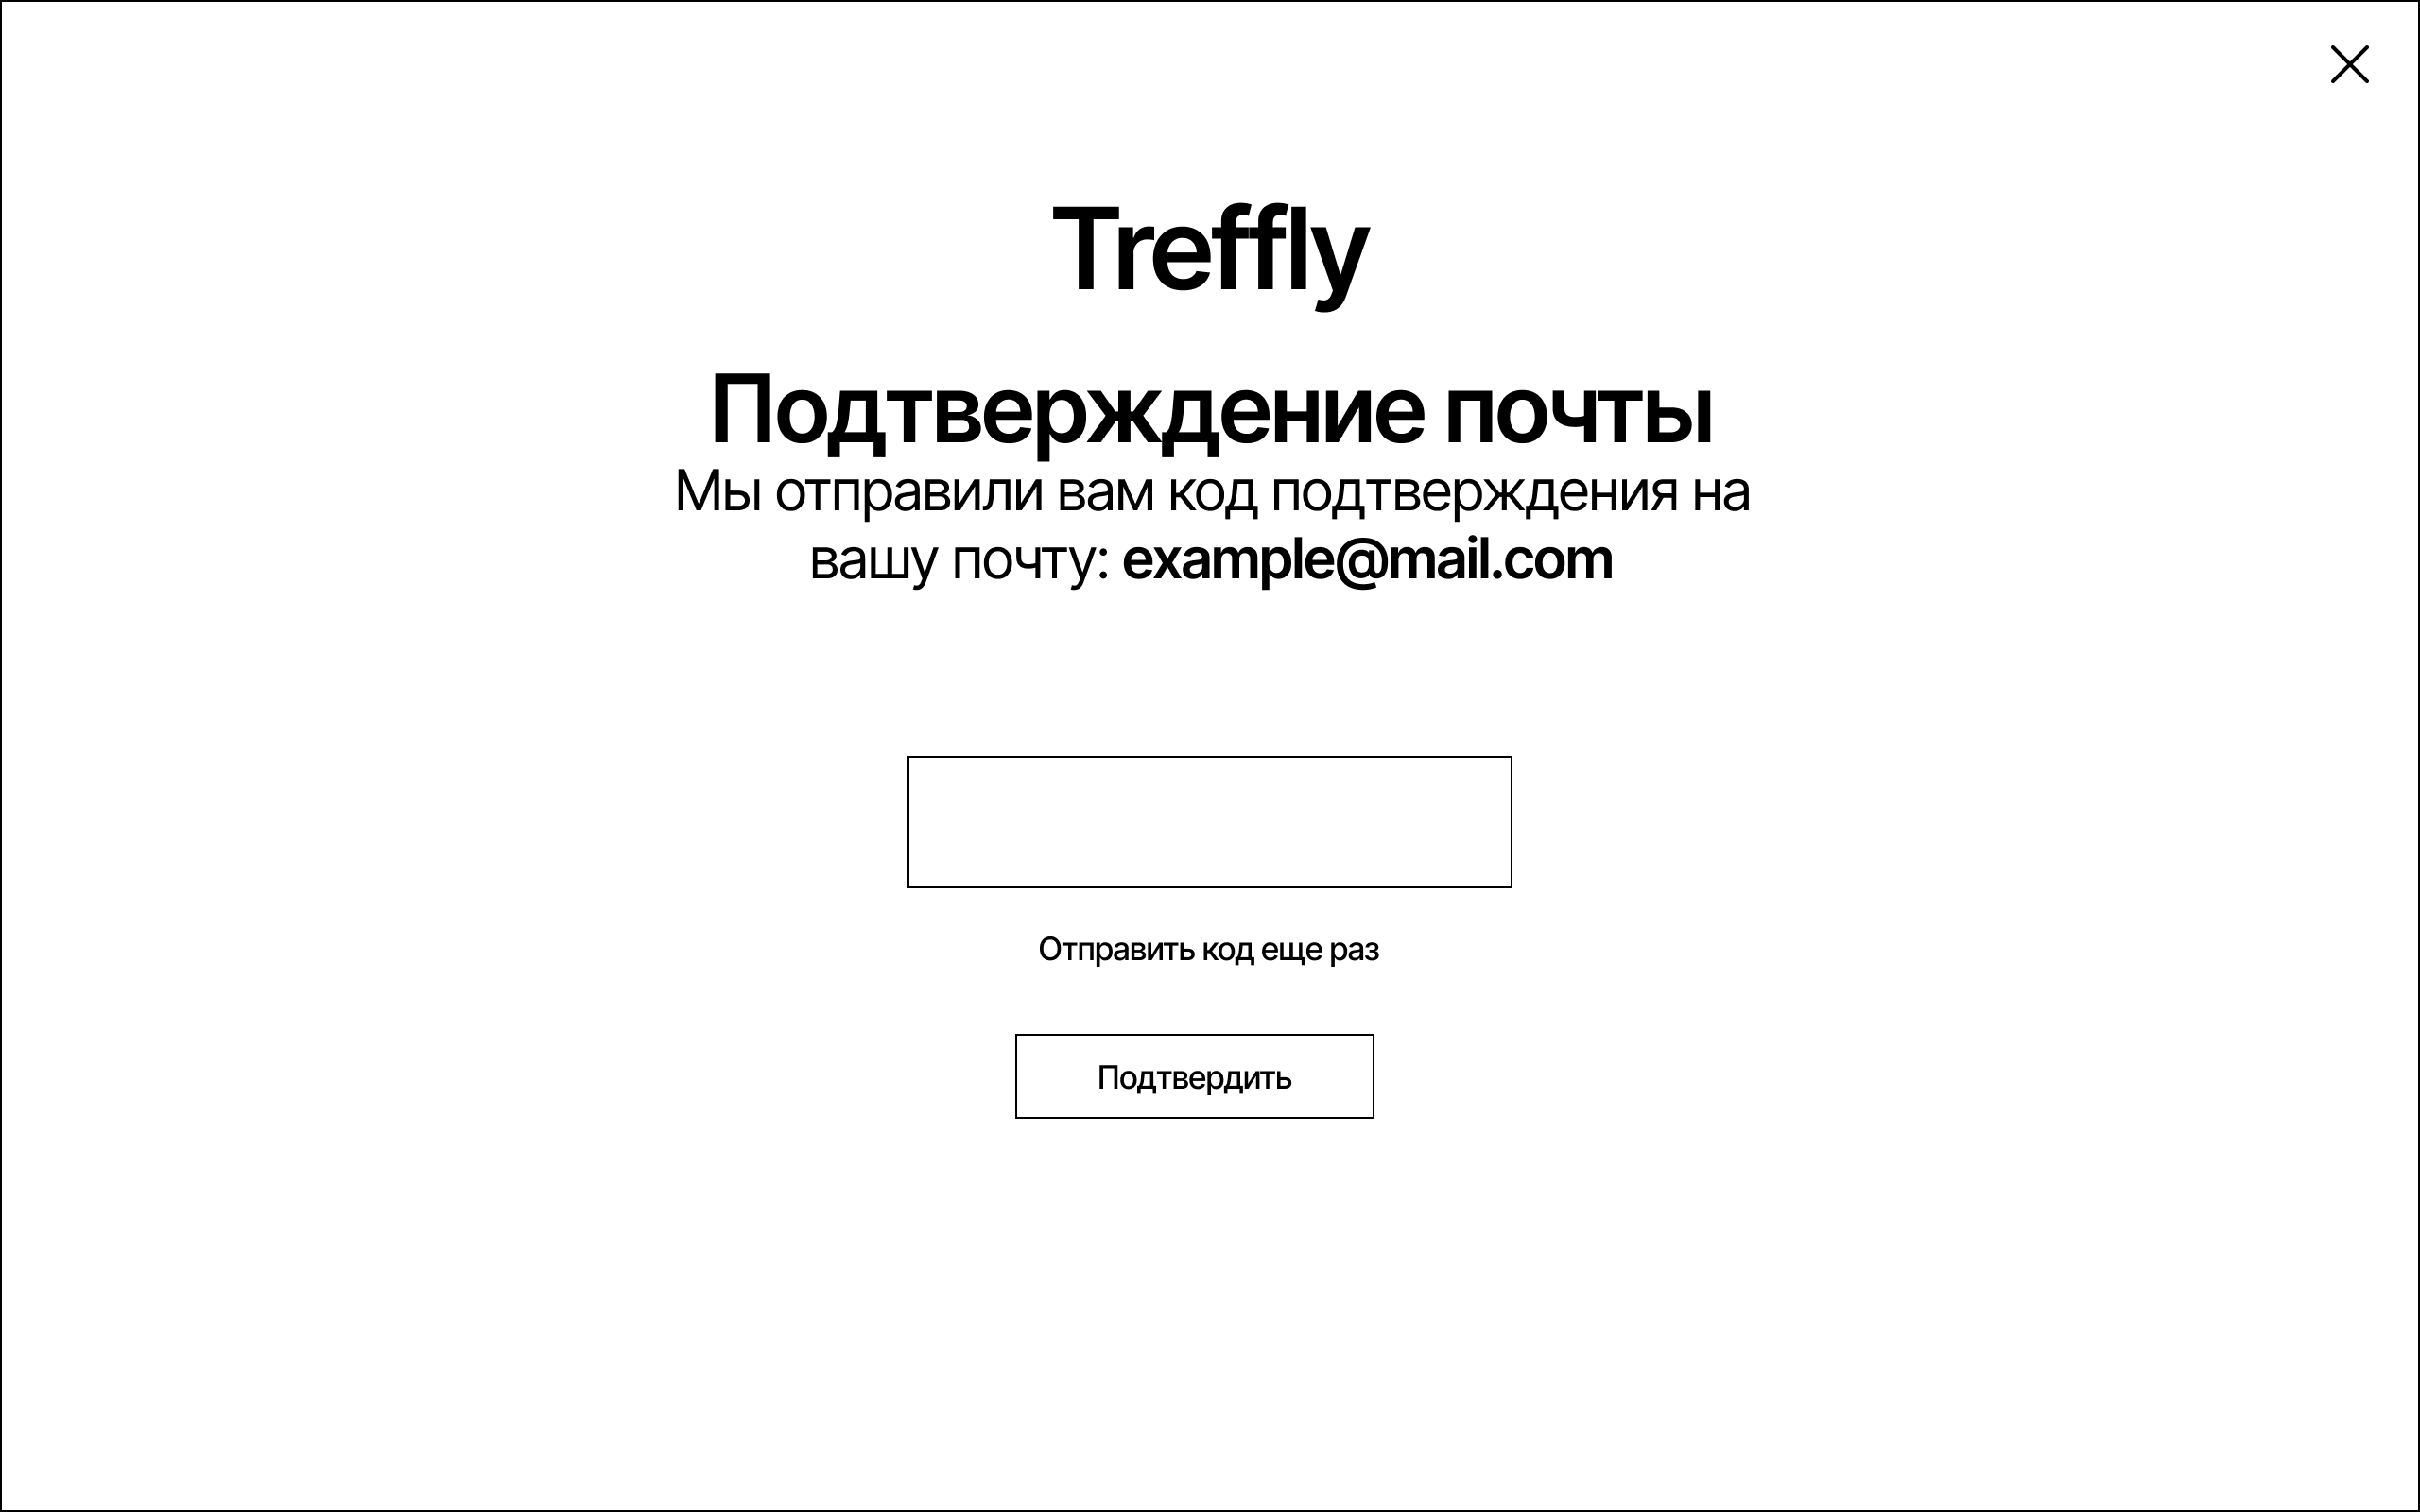 Treffly
Подтверждение почты
Мы отправили вам код подтверждения на
вашу почту: example@mail.com
Отправить код еще раз
Подтвердить